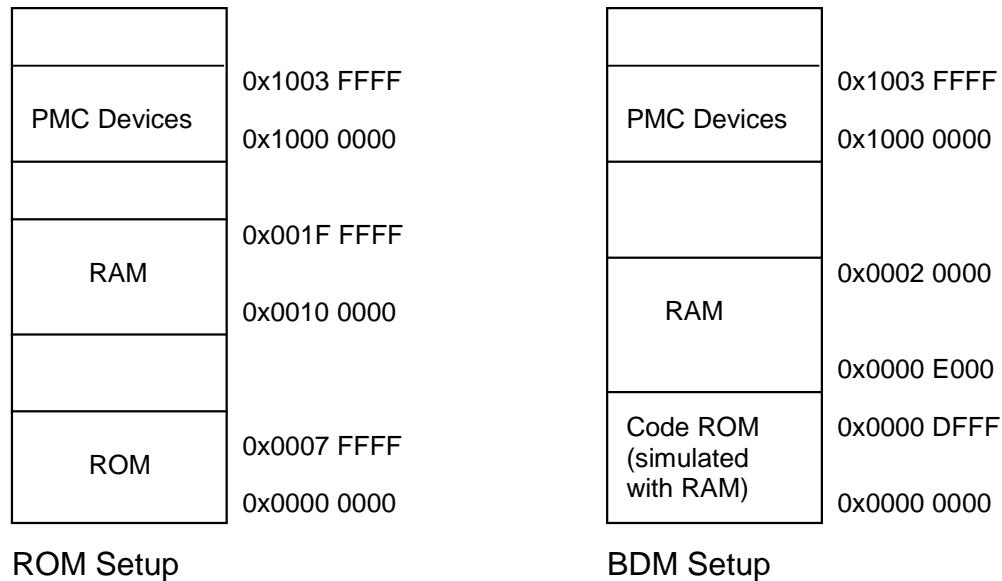 0x1003 FFFF
PMC Devices
0x1000 0000
0x001F FFFF
RAM
0x0010 0000
0x0007 FFFF
ROM
0x0000 0000
ROM Setup
0x1003 FFFF
PMC Devices
0x1000 0000
0x0002 0000
RAM
0x0000 E000
Code ROM
0x0000 DFFF
(simulated
with RAM)
0x0000 0000
BDM Setup